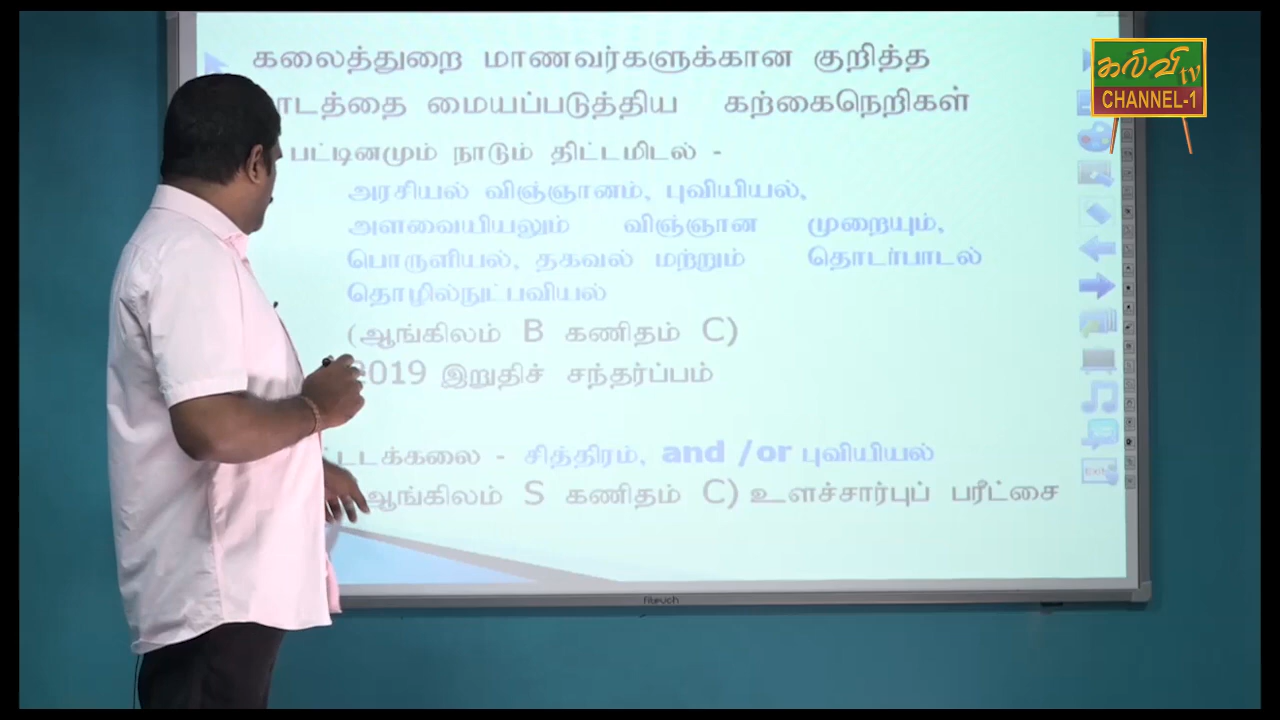 கலைத்துறை மாணவர்களுக்கான குறித்த
பாடத்தை மையப்படுத்திய கற்கைநெறிகள்
பட்டினமும் நாடும் திட்டமிடல் -
அரசியல் விஞ்ஞானம், புவியியல்,
அளவையியலும் விஞ்ஞான முறையும்,
பொருளியல், தகவல் மற்றும் தொடர்பாடல்
தொழில்நுட்பவியல்
(ஆங்கிலம் B கணிதம் C)
2019 இறுதிச் சந்தர்ப்பம்
சித்திரம், and /or புவியியல்
ஆங்கிலம் S கணிதம் C) உளச்சார்புப் பரீட்சை
கல்வி tv
CHANNEL-1